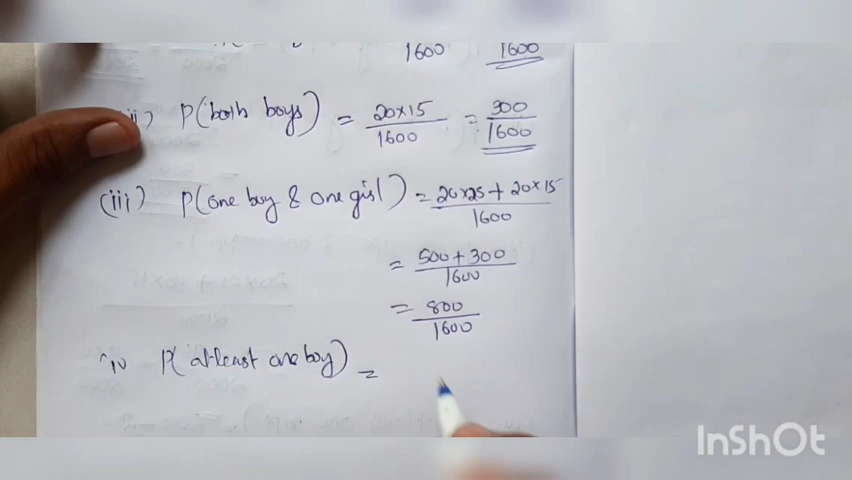 1600 1600
ii) P(both boys) = 20×15/1600 = 300/1600
(iii) P(one buy & one girl) = 20×25 + 20×15/1600
= 500 + 300/1600
= 800/1600
iv P(atleast one boy) =
InShOt